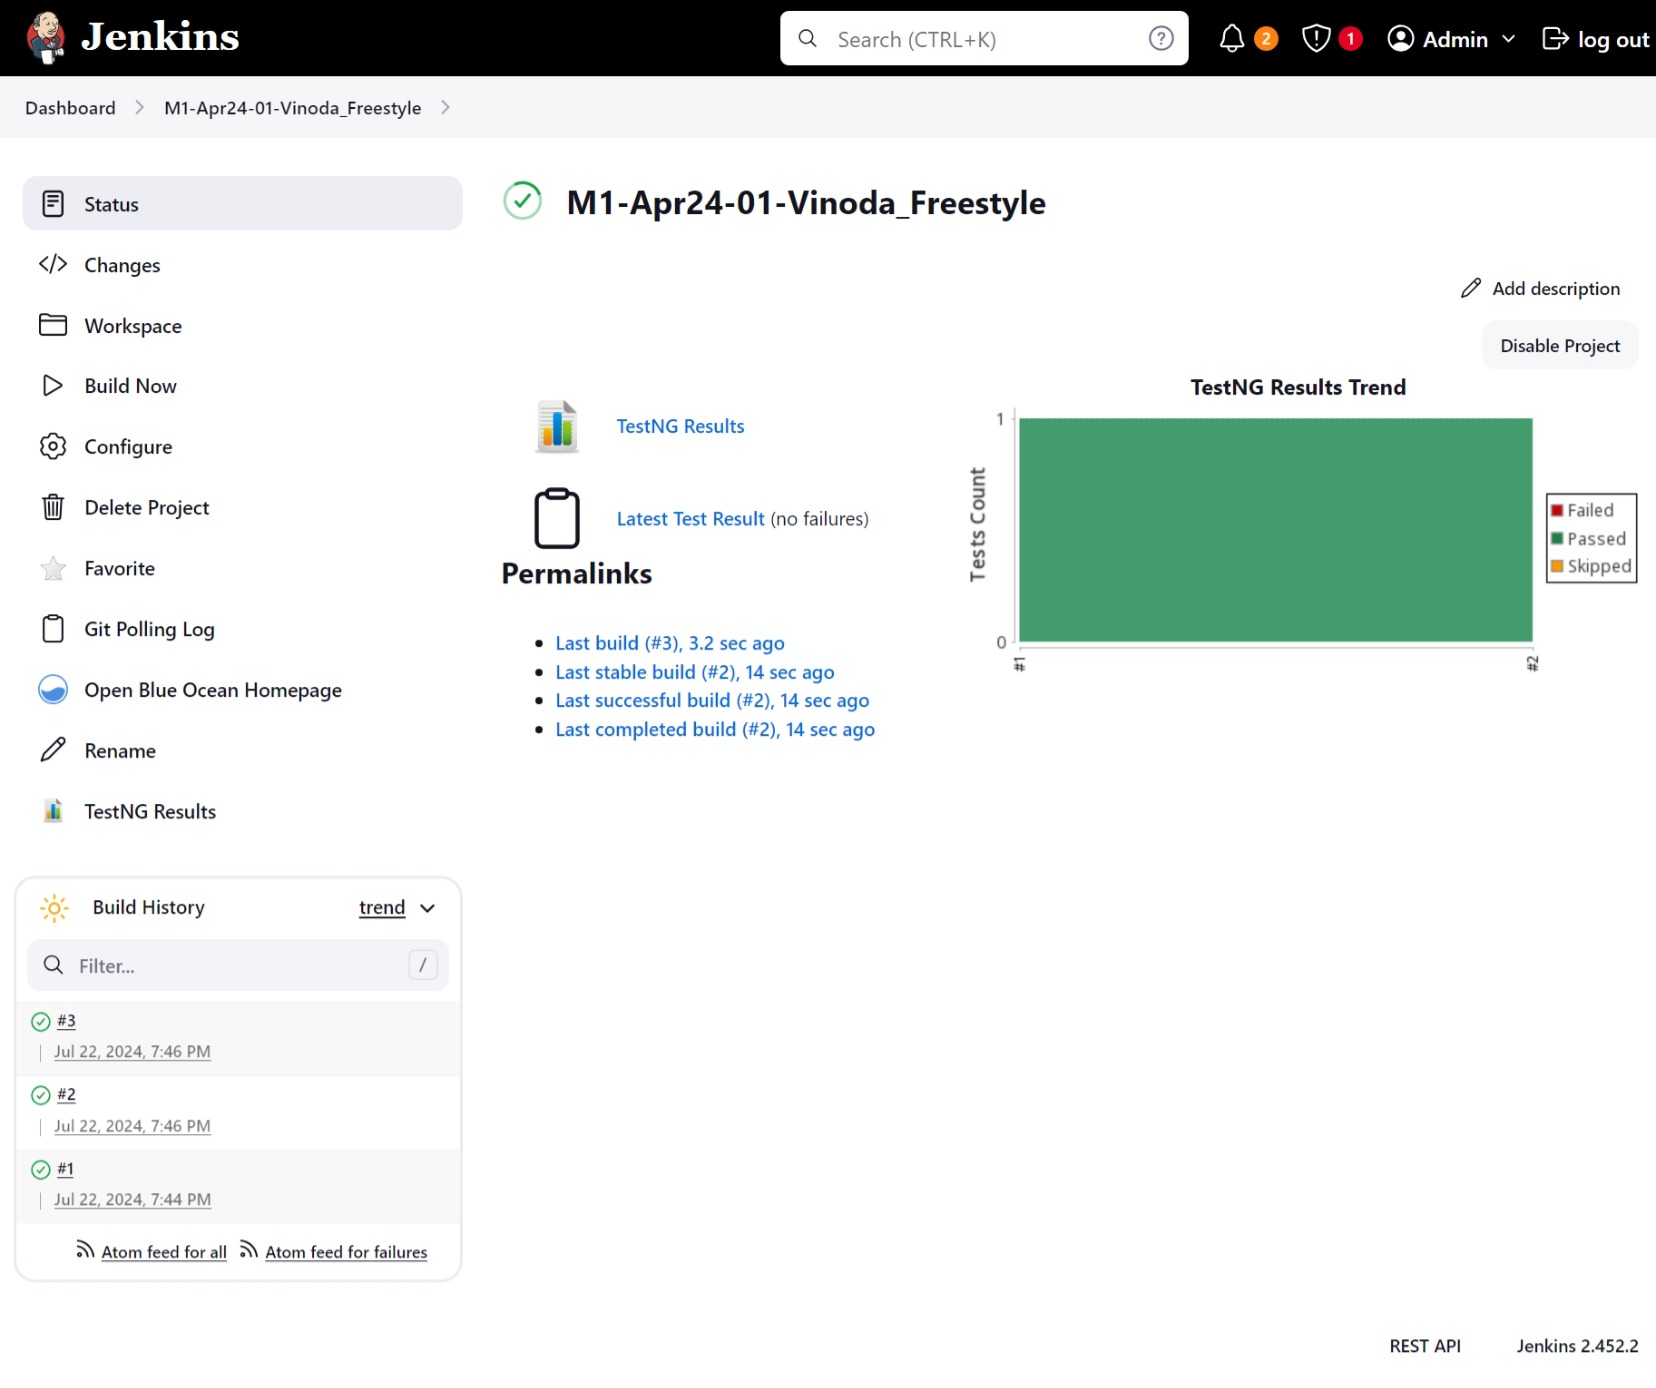 Jenkins
Search (CTRL+K)
?
2
1
Admin
log out
Dashboard
M1-Apr24-01-Vinoda_Freestyle
Status
Changes
Workspace
Build Now
Configure
Delete Project
Favorite
Git Polling Log
Open Blue Ocean Homepage
Rename
TestNG Results
Build History
trend
Filter...
/
#3
Jul 22, 2024, 7:46 PM
#2
Jul 22, 2024, 7:46 PM
#1
Jul 22, 2024, 7:44 PM
Atom feed for all
Atom feed for failures
M1-Apr24-01-Vinoda_Freestyle
Add description
Disable Project
TestNG Results
Latest Test Result (no failures)
Permalinks
Last build (#3), 3.2 sec ago
Last stable build (#2), 14 sec ago
Last successful build (#2), 14 sec ago
Last completed build (#2), 14 sec ago
TestNG Results Trend
Tests Count
1
0
#1
#2
Failed
Passed
Skipped
REST API
Jenkins 2.452.2